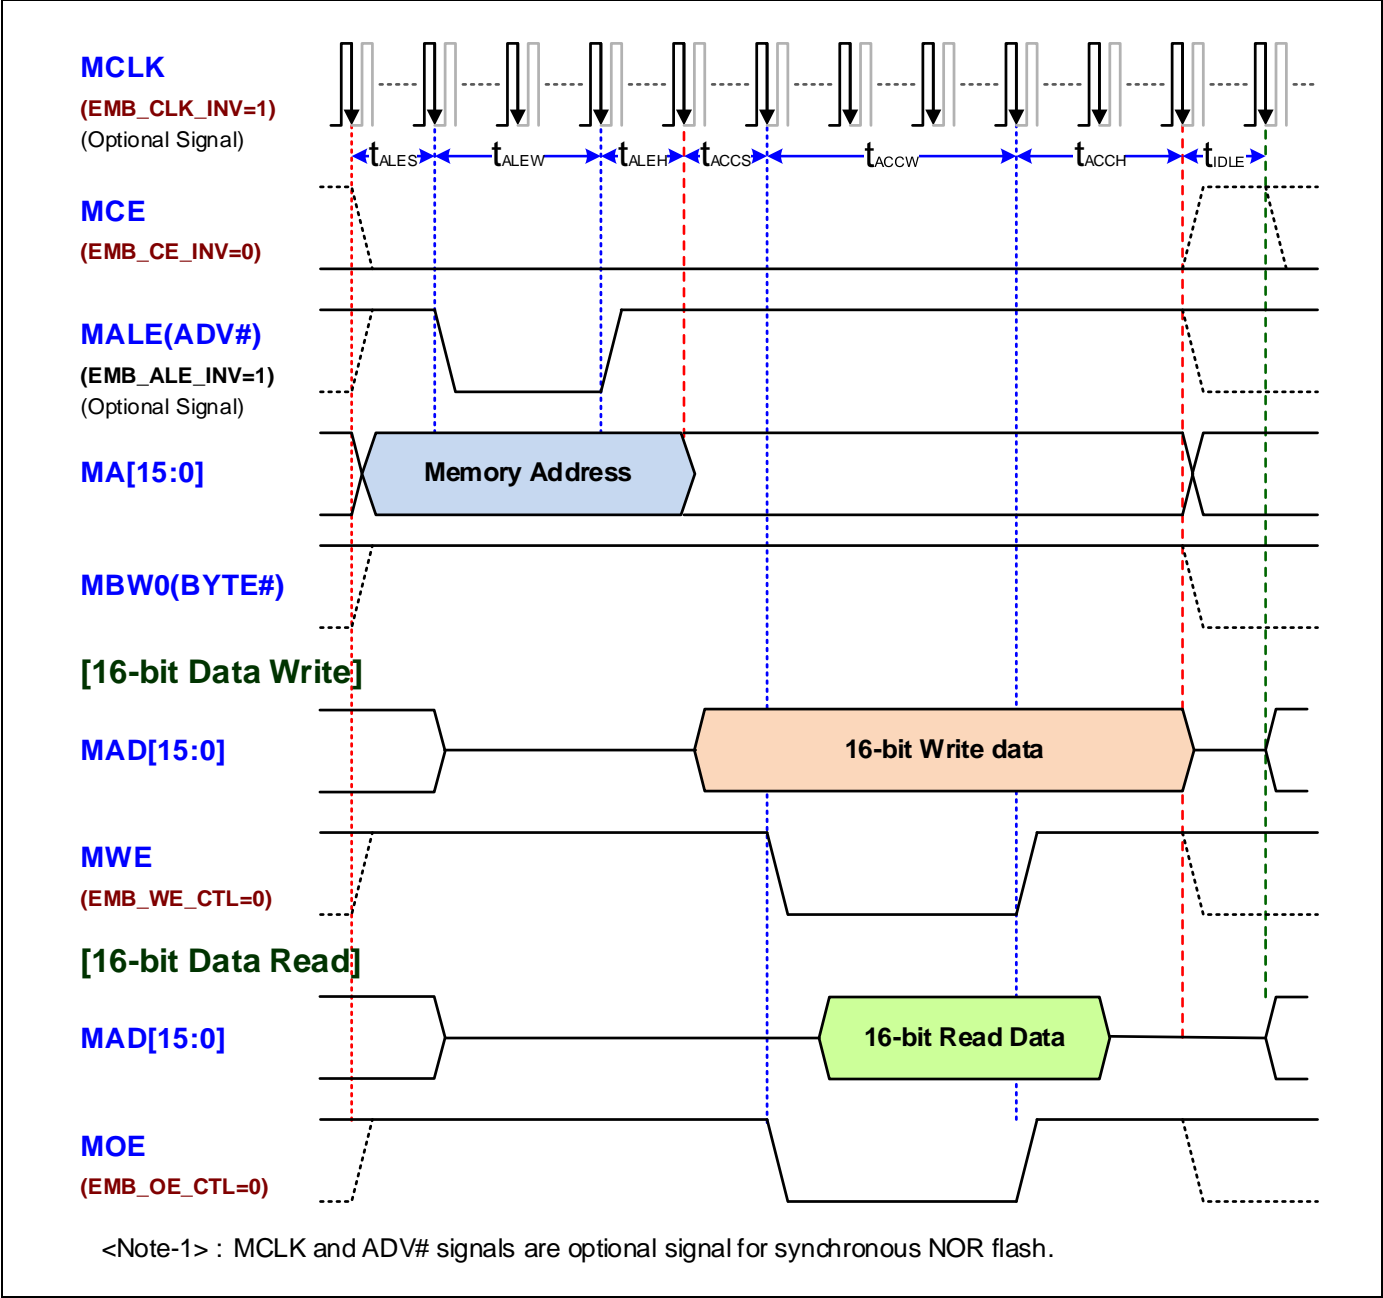 MCLK
(EMB_CLK_INV=1)
(Optional Signal)
tALES tALEW tALEH tACCS tACCW tACCH tIDLE
MCE
(EMB_CE_INV=0)
MALE(ADV#)
(EMB_ALE_INV=1)
(Optional Signal)
MA[15:0]
Memory Address
MBW0(BYTE#)
[16-bit Data Write]
MAD[15:0]
16-bit Write data
MWE
(EMB_WE_CTL=0)
[16-bit Data Read]
MAD[15:0]
16-bit Read Data
MOE
(EMB_OE_CTL=0)
<Note-1> : MCLK and ADV# signals are optional signal for synchronous NOR flash.